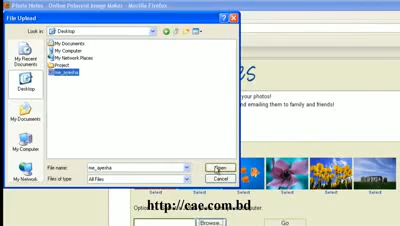 Photo Notes - Online Polaroid Image Maker - Mozilla Firefox
File Upload
Look in:
Desktop
My Recent Documents
Desktop
My Documents
My Computer
My Network
My Documents
My Computer
My Network Places
Project
me_ayesha
File name:
me_ayesha
Open
Files of type:
All Files
Cancel
your photos!
and emailing them to family and friends!
Select
Select
Select
Select
Select
http://cae.com.bd
computer:
Browse...
Go